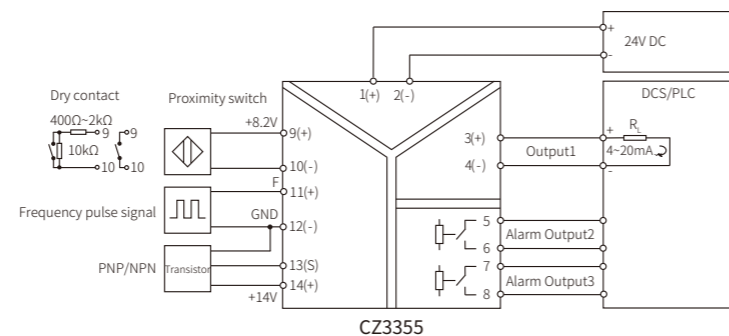 +
24V DC
-
1(+) 2(-)
Dry contact
Proximity switch
DCS/PLC
400Ω~2kΩ
+8.2V
9 9
9(+)
3(+)
+ RL
10kΩ
Output1
4~20mA
10 10
10(-)
4(-)
-
F
11(+)
Frequency pulse signal
GND
12(-)
5
Alarm Output2
6
PNP/NPN
Transistor
13(S)
7
14(+)
Alarm Output3
+14V
8
CZ3355